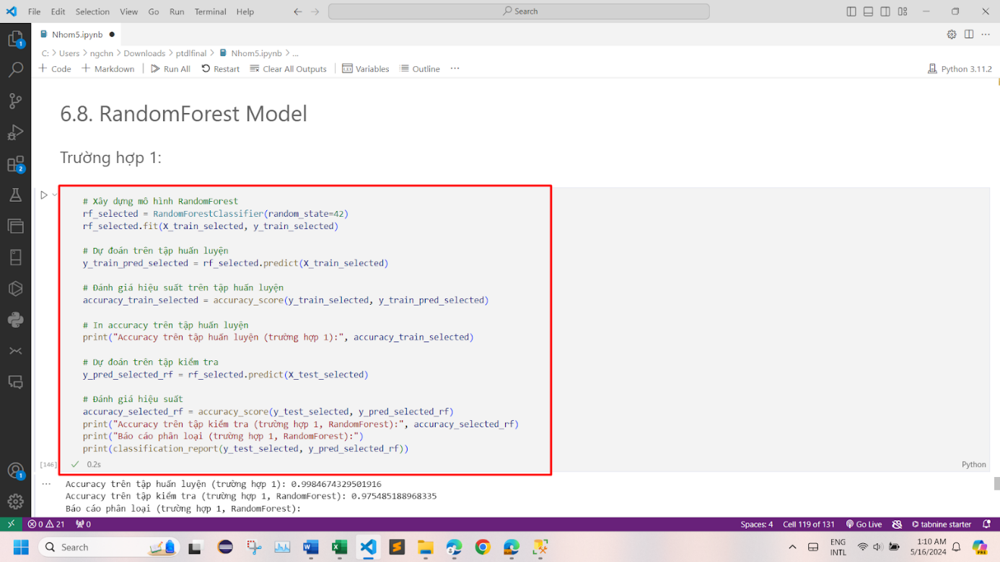 File Edit Selection View Go Run Terminal Help
Search
Nhom5.ipynb
C: > Users > ngchn > Downloads > ptdlfinal > Nhom5.ipynb > ...
+ Code + Markdown | Run All Restart Clear All Outputs | Variables Outline ...
Python 3.11.2
6.8. RandomForest Model
Trường hợp 1:
# Xây dựng mô hình RandomForest
rf_selected = RandomForestClassifier(random_state=42)
rf_selected.fit(X_train_selected, y_train_selected)
# Dự đoán trên tập huấn luyện
y_train_pred_selected = rf_selected.predict(X_train_selected)
# Đánh giá hiệu suất trên tập huấn luyện
accuracy_train_selected = accuracy_score(y_train_selected, y_train_pred_selected)
# In accuracy trên tập huấn luyện
print("Accuracy trên tập huấn luyện (trường hợp 1):", accuracy_train_selected)
# Dự đoán trên tập kiểm tra
y_pred_selected_rf = rf_selected.predict(X_test_selected)
# Đánh giá hiệu suất
accuracy_selected_rf = accuracy_score(y_test_selected, y_pred_selected_rf)
print("Accuracy trên tập kiểm tra (trường hợp 1, RandomForest):", accuracy_selected_rf)
print("Báo cáo phân loại (trường hợp 1, RandomForest):")
print(classification_report(y_test_selected, y_pred_selected_rf))
[146] ✓ 0.2s
Python
... Accuracy trên tập huấn luyện (trường hợp 1): 0.9984674329501916
Accuracy trên tập kiểm tra (trường hợp 1, RandomForest): 0.975485188968335
Báo cáo phân loại (trường hợp 1, RandomForest):
1
2
1
0 21 0
Spaces: 4 Cell 119 of 131 Go Live tabnine starter
Search
ENG
INTL
1:10 AM
5/16/2024
PRE